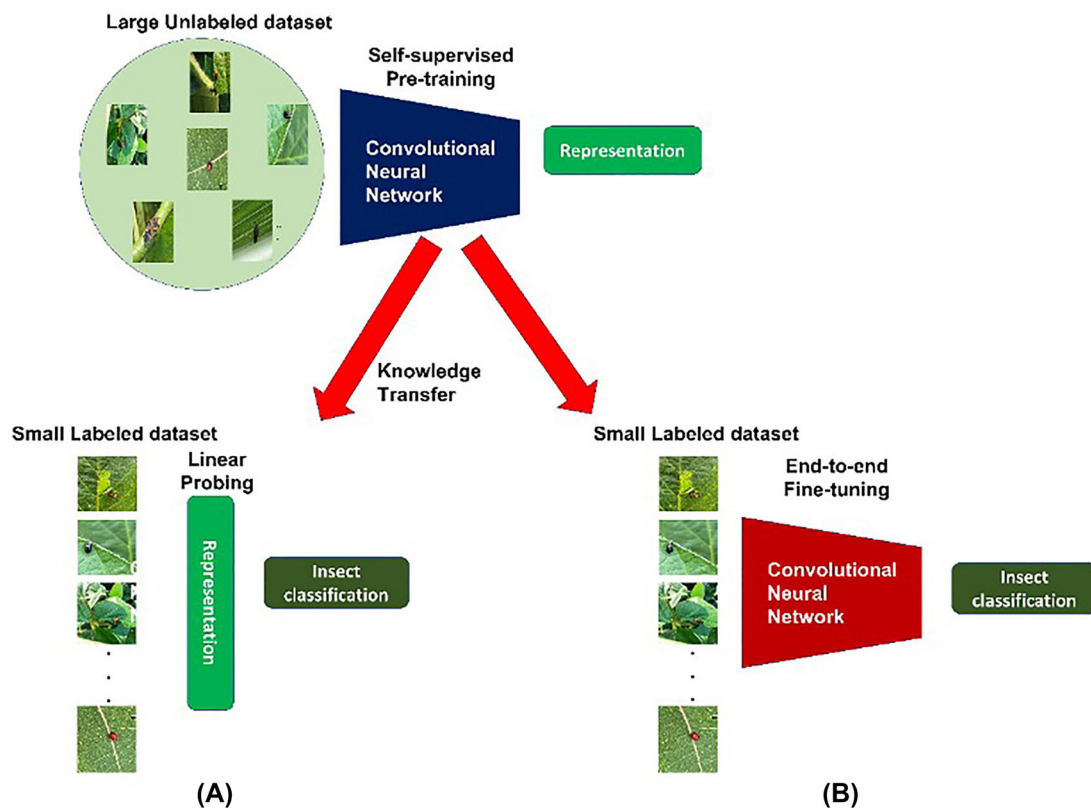 Large Unlabeled dataset
Self-supervised
Pre-training
Convolutional
Neural
Network
Representation
Knowledge
Transfer
Small Labeled dataset
Linear
Probing
Representation
Insect
classification
Small Labeled dataset
End-to-end
Fine-tuning
Convolutional
Neural
Network
Insect
classification
(A)
(B)